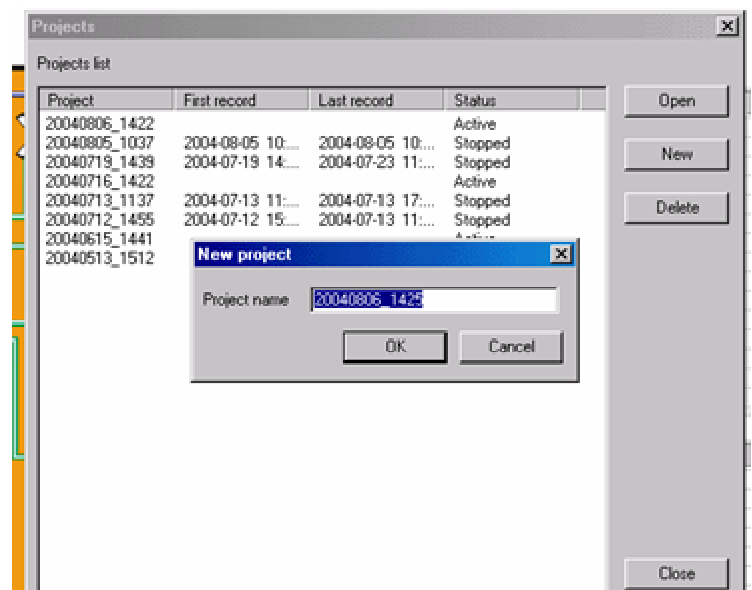 Projects
Projects list
Project First record Last record Status
Open
20040806_1422 Active
20040805_1037 2004-08-05 10:... 2004-08-05 10:... Stopped
20040719_1439 2004-07-19 14:... 2004-07-23 11:... Stopped
New
20040716_1422 Active
20040713_1137 2004-07-13 11:... 2004-07-13 17:... Stopped
Delete
20040712_1455 2004-07-12 15:... 2004-07-13 11:... Stopped
20040615_1441
20040513_1512
New project
Project name 20040806_1425
OK Cancel
Close